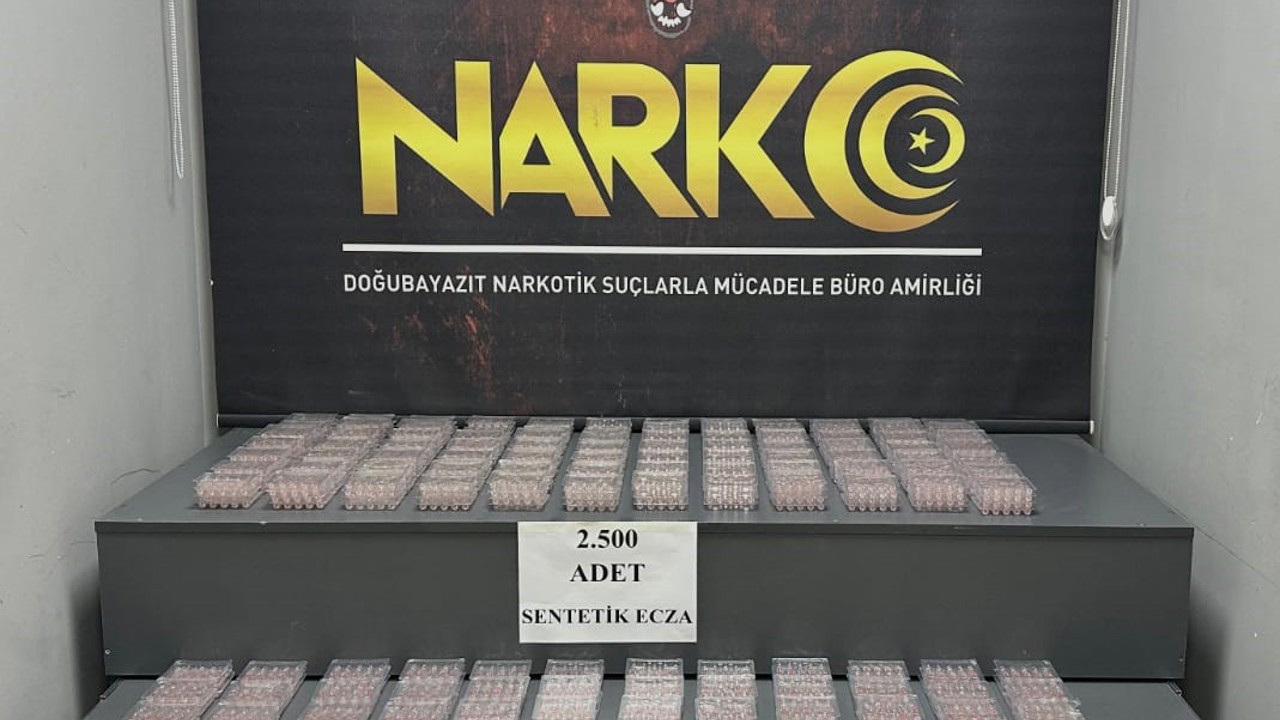 NARKO
DOĞUBAYAZIT NARKOTİK SUÇLARLA MÜCADELE BÜRO AMİRLİĞİ
2.500
ADET
SENTETİK ECZA